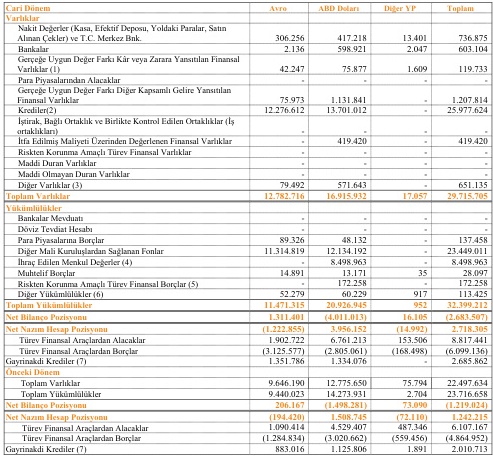 Cari Dönem Avro ABD Doları Diğer YP Toplam
Varlıklar
Nakit Değerler (Kasa, Efektif Deposu, Yoldaki Paralar, Satın
Alınan Çekler) ve T.C. Merkez Bnk. 306.256 417.218 13.401 736.875
Bankalar 2.136 598.921 2.047 603.104
Gerçeğe Uygun Değer Farkı Kâr veya Zarara Yansıtılan Finansal
Varlıklar (1) 42.247 75.877 1.609 119.733
Para Piyasalarından Alacaklar - - - -
Gerçeğe Uygun Değer Farkı Diğer Kapsamlı Gelire Yansıtılan
Finansal Varlıklar 75.973 1.131.841 - 1.207.814
Krediler(2) 12.276.612 13.701.012 - 25.977.624
İştirak, Bağlı Ortaklık ve Birlikte Kontrol Edilen Ortaklıklar (İş
ortaklıkları) - - - -
İtfa Edilmiş Maliyeti Üzerinden Değerlenen Finansal Varlıklar - 419.420 - 419.420
Riskten Korunma Amaçlı Türev Finansal Varlıklar - - - -
Maddi Duran Varlıklar - - - -
Maddi Olmayan Duran Varlıklar - - - -
Diğer Varlıklar (3) 79.492 571.643 - 651.135
Toplam Varlıklar 12.782.716 16.915.932 17.057 29.715.705
Yükümlülükler
Bankalar Mevduatı - - - -
Döviz Tevdiat Hesabı - - - -
Para Piyasalarına Borçlar 89.326 48.132 - 137.458
Diğer Mali Kuruluşlardan Sağlanan Fonlar 11.314.819 12.134.192 - 23.449.011
İhraç Edilen Menkul Değerler (4) - 8.498.963 - 8.498.963
Muhtelif Borçlar 14.891 13.171 35 28.097
Riskten Korunma Amaçlı Türev Finansal Borçlar (5) - 172.258 - 172.258
Diğer Yükümlülükler (6) 52.279 60.229 917 113.425
Toplam Yükümlülükler 11.471.315 20.926.945 952 32.399.212
Net Bilanço Pozisyonu 1.311.401 (4.011.013) 16.105 (2.683.507)
Net Nazım Hesap Pozisyonu (1.222.855) 3.956.152 (14.992) 2.718.305
Türev Finansal Araçlardan Alacaklar 1.902.722 6.761.213 153.506 8.817.441
Türev Finansal Araçlardan Borçlar (3.125.577) (2.805.061) (168.498) (6.099.136)
Gayrinakdi Krediler (7) 1.351.786 1.334.076 - 2.685.862
Önceki Dönem
Toplam Varlıklar 9.646.190 12.775.650 75.794 22.497.634
Toplam Yükümlülükler 9.440.023 14.273.931 2.704 23.716.658
Net Bilanço Pozisyonu 206.167 (1.498.281) 73.090 (1.219.024)
Net Nazım Hesap Pozisyonu (194.420) 1.508.745 (72.110) 1.242.215
Türev Finansal Araçlardan Alacaklar 1.090.414 4.529.407 487.346 6.107.167
Türev Finansal Araçlardan Borçlar (1.284.834) (3.020.662) (559.456) (4.864.952)
Gayrinakdi Krediler (7) 883.016 1.125.806 1.891 2.010.713